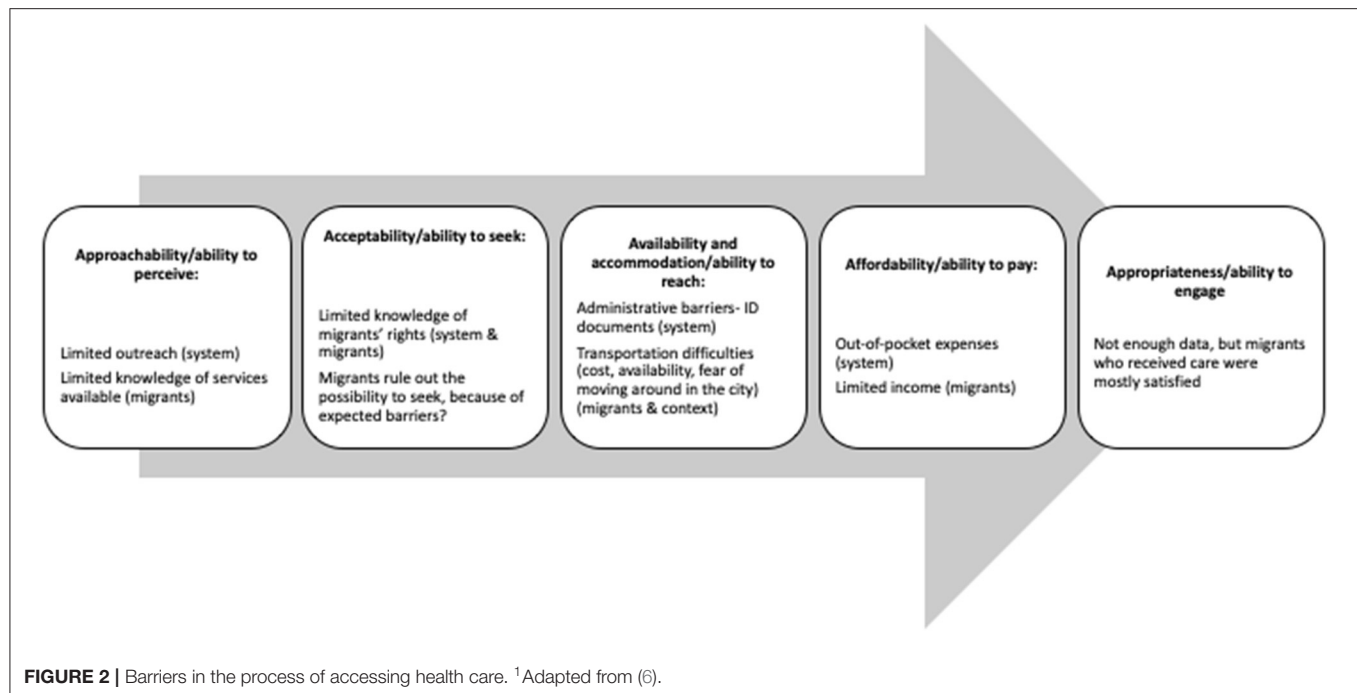 Approachability/ability to
perceive:
Limited outreach (system)
Limited knowledge of services
available (migrants)
Acceptability/ability to seek:
Limited knowledge of
migrants' rights (system &
migrants)
Migrants rule out the
possibility to seek, because of
expected barriers?
Availability and
accommodation/ability to
reach:
Administrative barriers- ID
documents (system)
Transportation difficulties
(cost, availability, fear of
moving around in the city)
(migrants & context)
Affordability/ability to pay:
Out-of-pocket expenses
(system)
Limited income (migrants)
Appropriateness/ability to
engage
Not enough data, but migrants
who received care were
mostly satisfied
FIGURE 2 | Barriers in the process of accessing health care. ¹Adapted from (6).